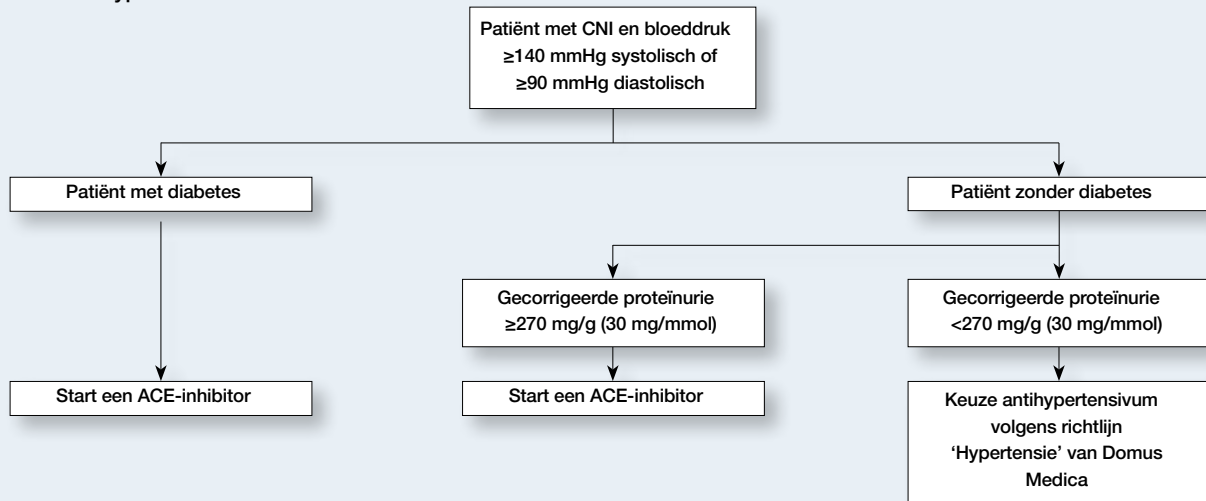 Patiënt met CNI en bloeddruk
≥140 mmHg systolisch of
≥90 mmHg diastolisch
Patiënt met diabetes
Patiënt zonder diabetes
Gecorrigeerde proteïnurie
≥270 mg/g (30 mg/mmol)
Gecorrigeerde proteïnurie
<270 mg/g (30 mg/mmol)
Start een ACE-inhibitor
Start een ACE-inhibitor
Keuze antihypertensivum
volgens richtlijn
‘Hypertensie’ van Domus
Medica